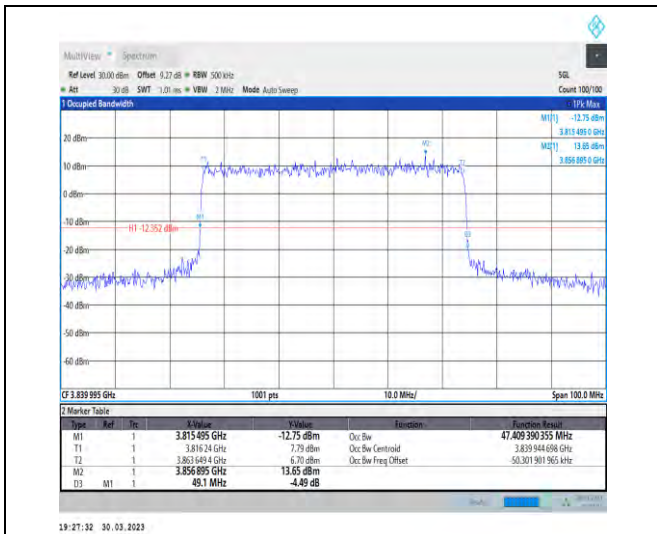 MultiView Spectrum
Ref Level 30.00 dBm Offset 9.27 dB RBW 500 kHz SGL
Att 30 dB SWT 1.01 ms VBW 2 MHz Mode Auto Sweep Count 100/100
1 Occupied Bandwidth 1Pk Max
M1[1] -12.75 dBm
3.815 495 0 GHz
M2[1] 13.65 dBm
3.856 895 0 GHz
20 dBm
M2
10 dBm
0 dBm
M1
-10 dBm
H1 -12.352 dBm
-20 dBm
-30 dBm
-40 dBm
-50 dBm
-60 dBm
CF 3.839 995 GHz 1001 pts 10.0 MHz/ Span 100.0 MHz
2 Marker Table
Type Ref Trc X-Value Y-Value Function Function Result
M1 1 3.815 495 GHz -12.75 dBm Occ Bw 47.409 390 355 MHz
T1 1 3.816 24 GHz 7.79 dBm Occ Bw Centroid 3.839 944 698 GHz
T2 1 3.863 649 4 GHz 6.70 dBm Occ Bw Freq Offset -50.301 901 965 kHz
M2 1 3.856 895 GHz 13.65 dBm
D3 M1 1 49.1 MHz -4.49 dB
19:27:32 30.03.2023